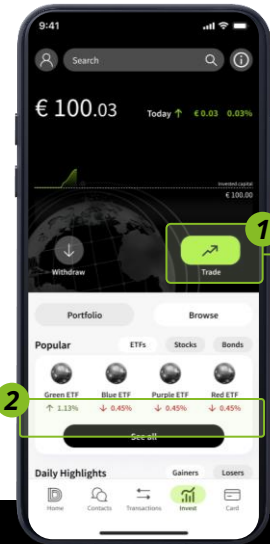 9:41
Search
€ 100.03 Today ↑ € 0.03 0.03%
Invested capital
€ 100.00
1
Withdraw Trade
Portfolio Browse
Popular ETFs Stocks Bonds
Green ETF Blue ETF Purple ETF Red ETF
2
↑ 1.13% ↓ 0.45% ↓ 0.45% ↓ 0.45%
See all
Daily Highlights Gainers Losers
Home Contacts Transactions Invest Card